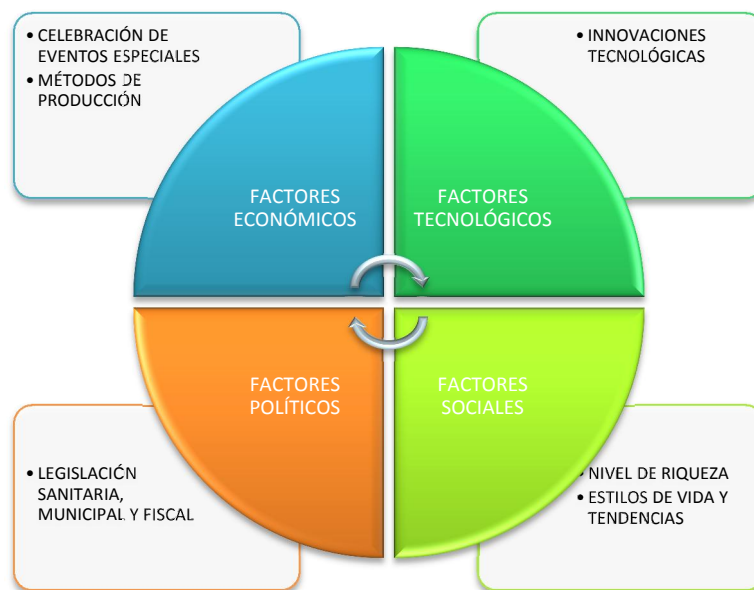 • CELEBRACIÓN DE
EVENTOS ESPECIALES
• MÉTODOS DE
PRODUCCIÓN
• INNOVACIONES
TECNOLÓGICAS
FACTORES
ECONÓMICOS
FACTORES
TECNOLÓGICOS
FACTORES
POLÍTICOS
FACTORES
SOCIALES
• LEGISLACIÓN
SANITARIA,
MUNICIPAL Y FISCAL
• NIVEL DE RIQUEZA
• ESTILOS DE VIDA Y
TENDENCIAS